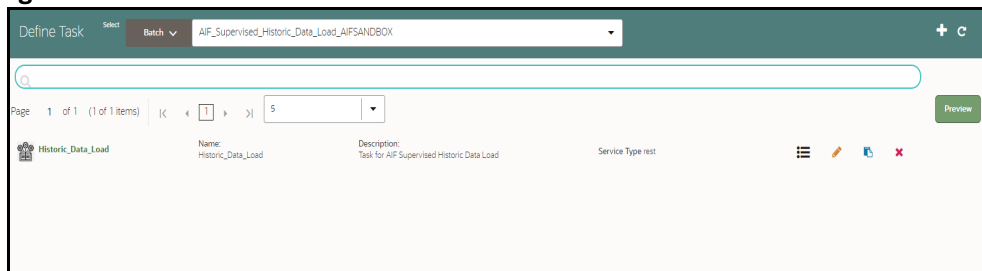 Define Task Select Batch AIF_Supervised_Historic_Data_Load_AIFSANDBOX
Page 1 of 1 (1 of 1 items) 1 5
Preview
Historic_Data_Load Name: Description: Service Type rest
Historic_Data_Load Task for AIF Supervised Historic Data Load